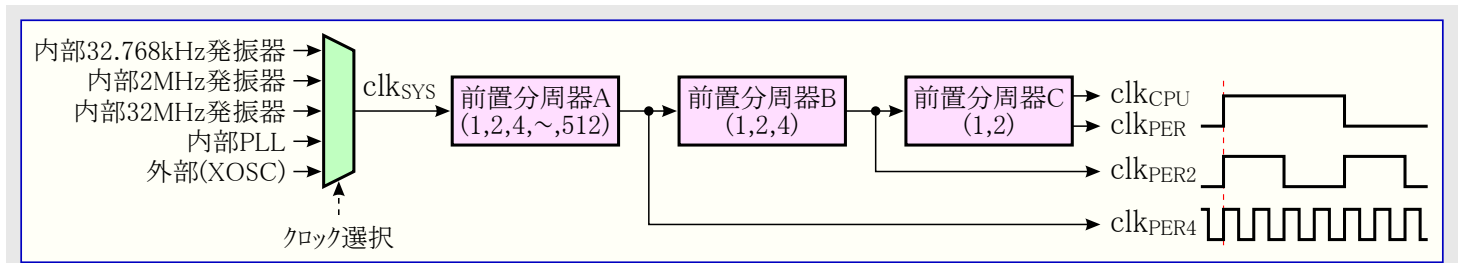 内部32.768kHz発振器
内部2MHz発振器
内部32MHz発振器
内部PLL
外部(XOSC)
クロック選択
clkSYS
前置分周器A
(1,2,4,~,512)
前置分周器B
(1,2,4)
前置分周器C
(1,2)
clkCPU
clkPER
clkPER2
clkPER4